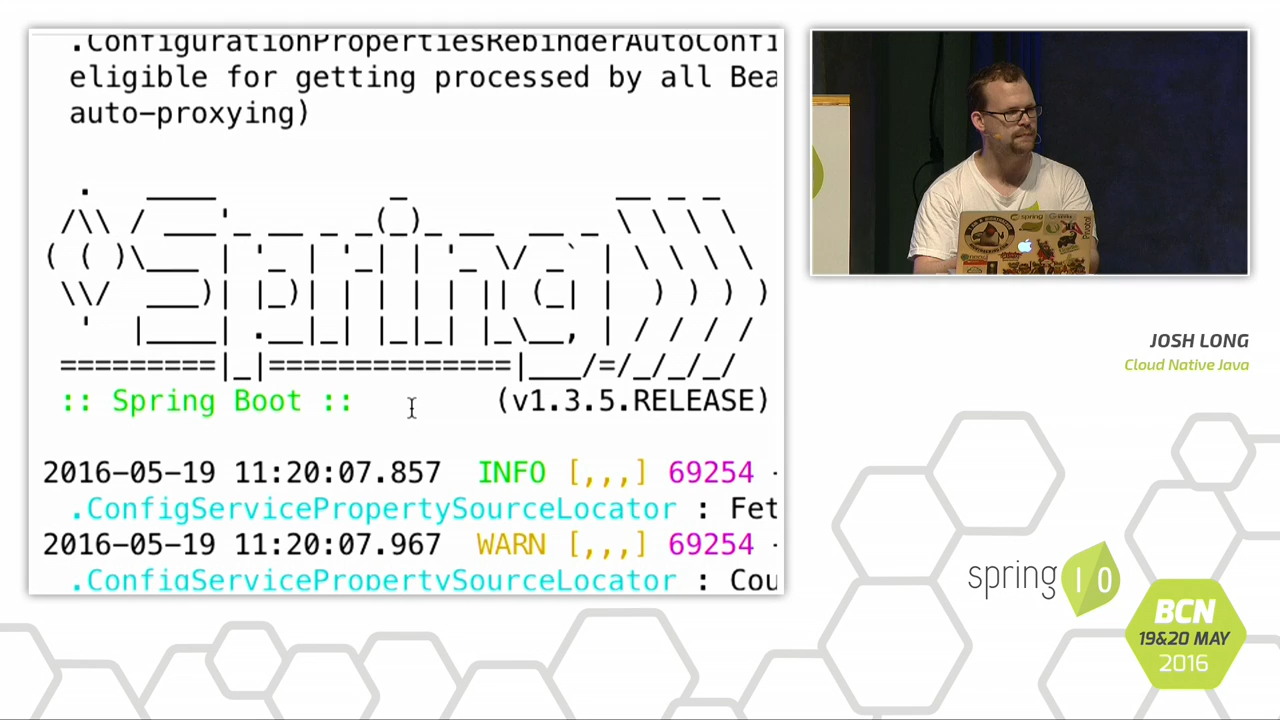 .ConfigurationPropertiesRebinderAutoConfi
eligible for getting processed by all Bea
auto-proxying)
:: Spring Boot :: (v1.3.5.RELEASE)
2016-05-19 11:20:07.857 INFO [,,,] 69254 -
.ConfigServicePropertySourceLocator : Fet
2016-05-19 11:20:07.967 WARN [,,,] 69254 -
.ConfigServicePropertySourceLocator : Cou
JOSH LONG
Cloud Native Java
spring I O
BCN
19&20 MAY
2016